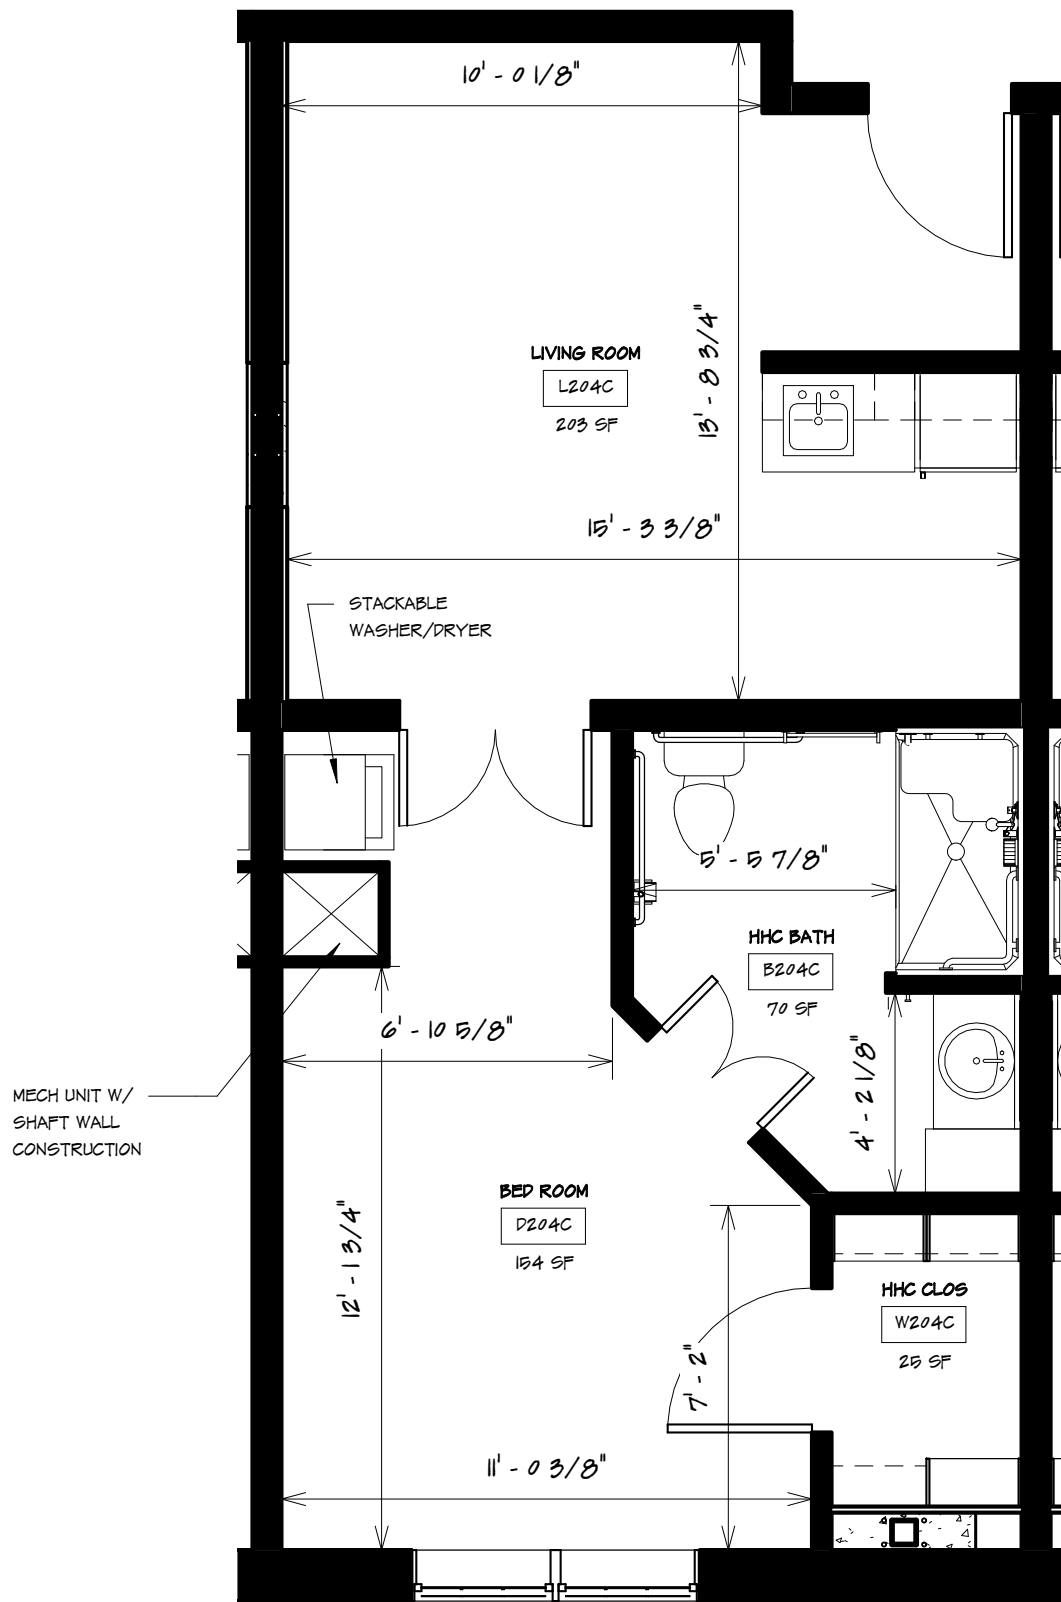 10' - 0 1/8"
13' - 8 3/4"
LIVING ROOM
L204C
203 SF
15' - 3 3/8"
STACKABLE
WASHER/DRYER
5' - 5 7/8"
HHC BATH
B204C
70 SF
6' - 10 5/8"
4' - 2 1/8"
MECH UNIT W/
SHAFT WALL
CONSTRUCTION
BED ROOM
D204C
154 SF
12' - 1 3/4"
HHC CLOS
W204C
25 SF
7' - 2"
11' - 0 3/8"